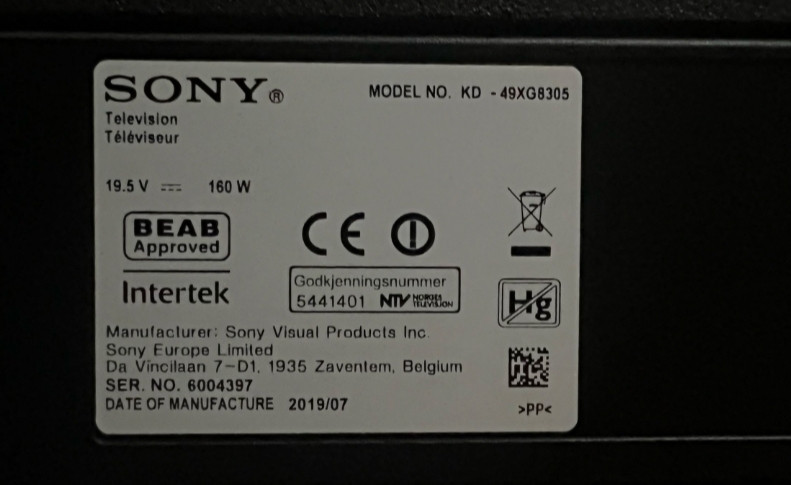 SONY®
MODEL NO. KD - 49XG8305
Television
Téléviseur
19.5 V 160 W
BEAB
Approved
Intertek
CE
Godkjenningsnummer
5441401 NTV NORGES TELEVISJON
Hg
Manufacturer: Sony Visual Products Inc.
Sony Europe Limited
Da Vincilaan 7-D1, 1935 Zaventem, Belgium
SER. NO. 6004397
DATE OF MANUFACTURE 2019/07
>PP<